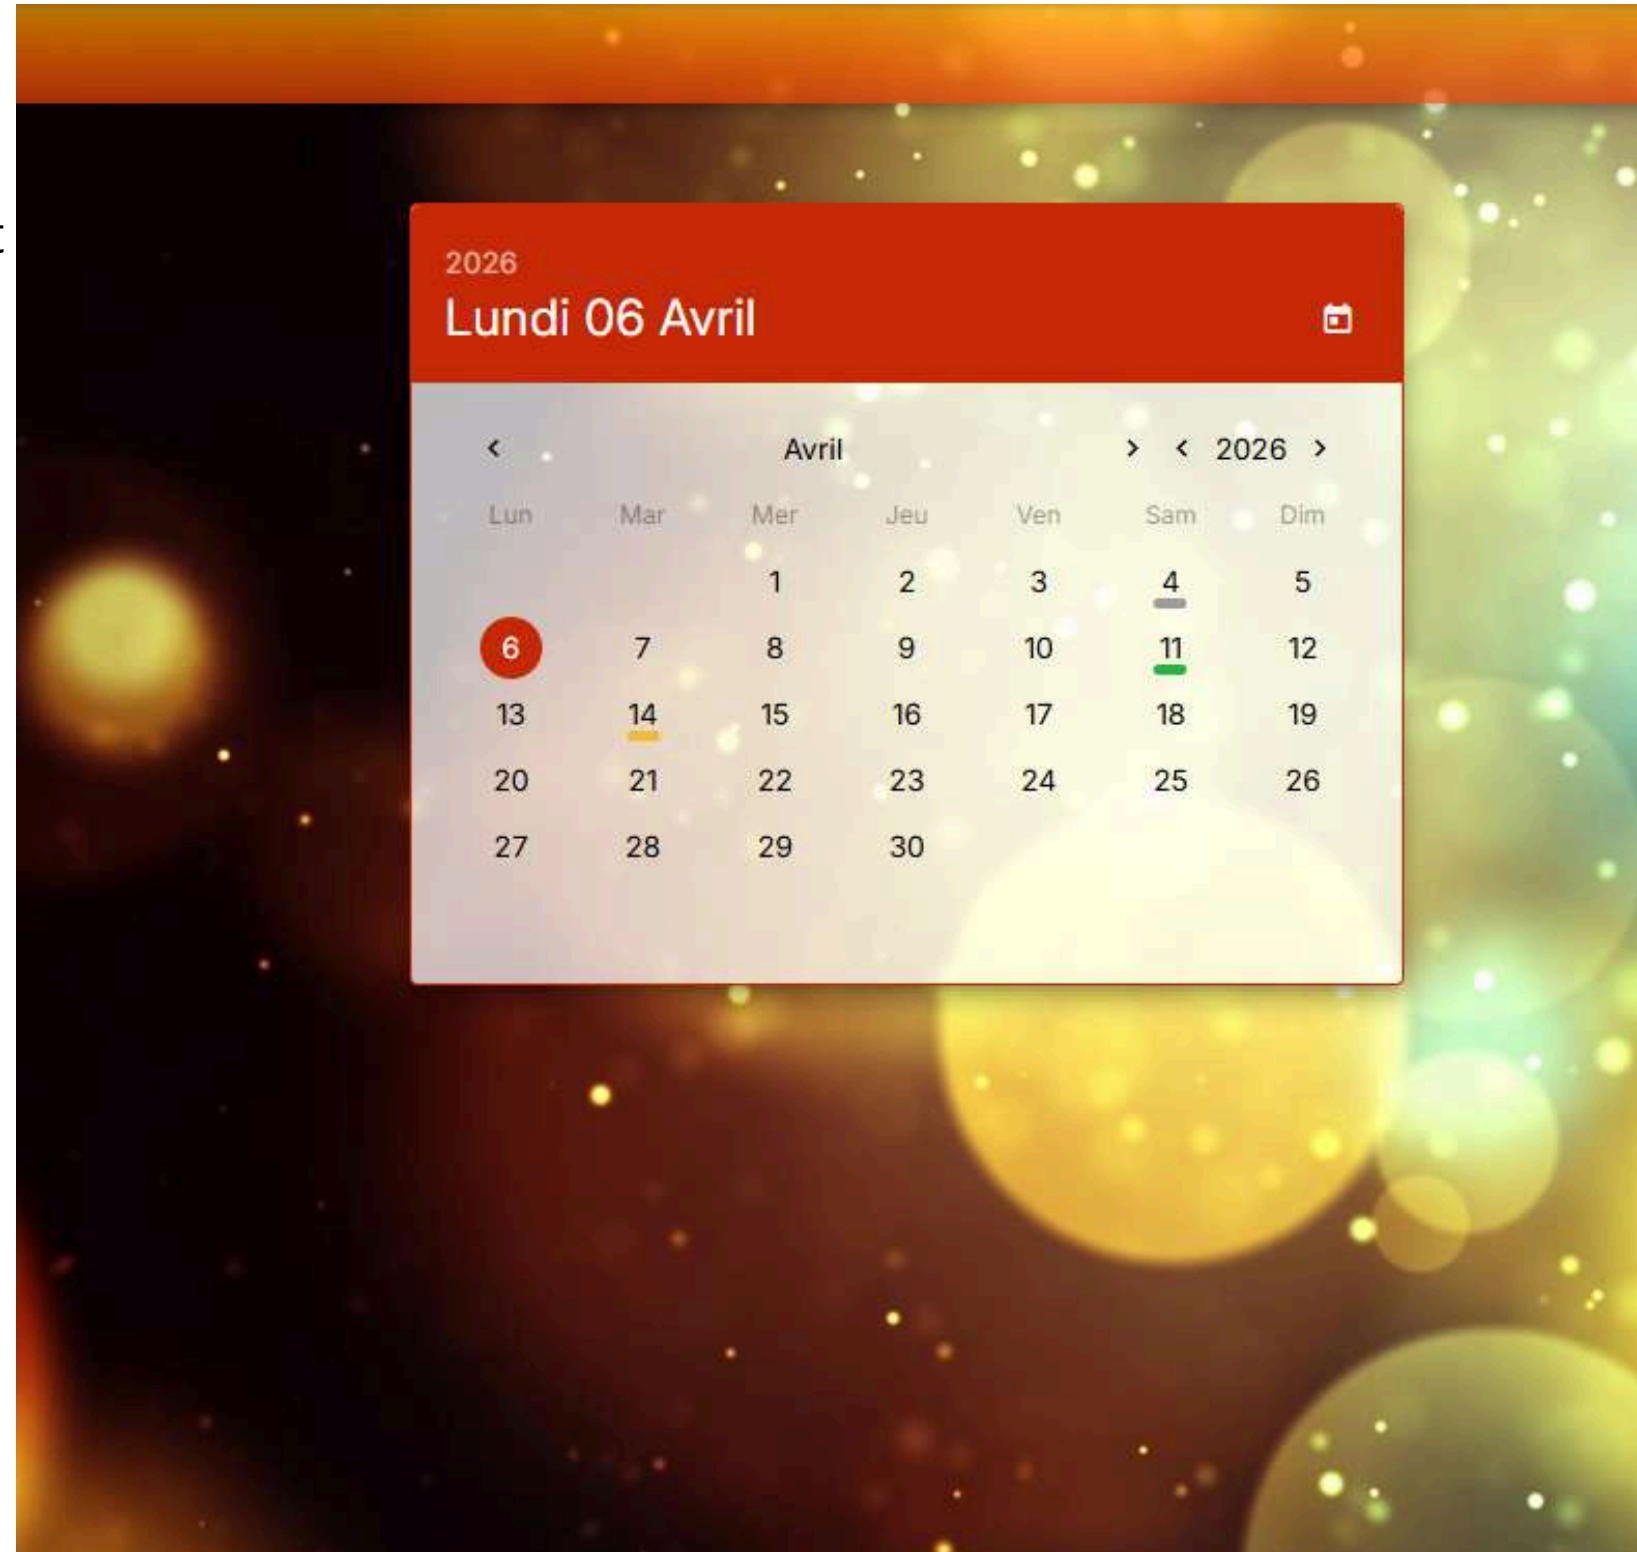 t
2026
Lundi 06 Avril
Avril 2026
Lun Mar Mer Jeu Ven Sam Dim
1 2 3 4 5
6 7 8 9 10 11 12
13 14 15 16 17 18 19
20 21 22 23 24 25 26
27 28 29 30